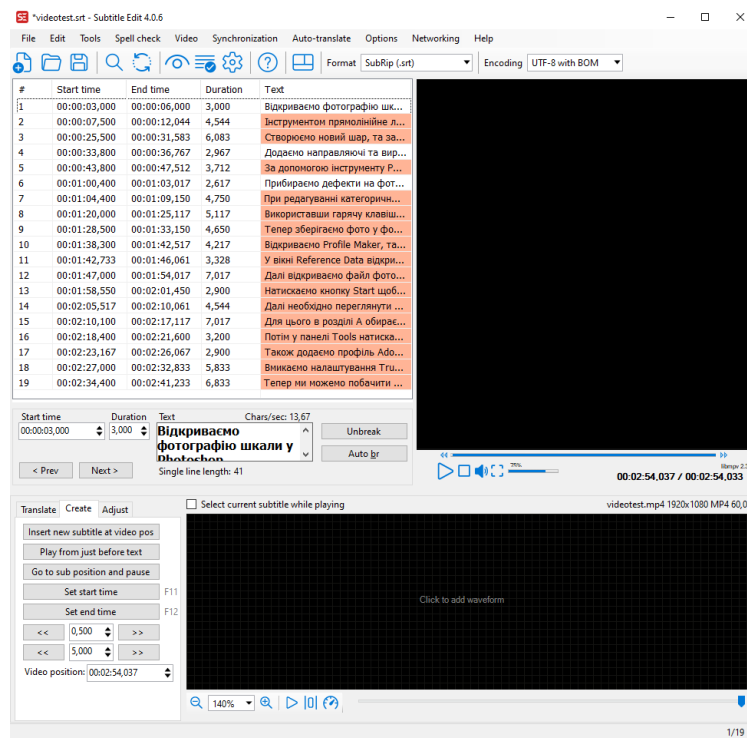 *videotest.srt - Subtitle Edit 4.0.6
File Edit Tools Spell check Video Synchronization Auto-translate Options Networking Help
Format SubRip (.srt) Encoding UTF-8 with BOM
# Start time End time Duration Text
1 00:00:03,000 00:00:06,000 3,000 Відкриваємо фотографію шк...
2 00:00:07,500 00:00:12,044 4,544 Інструментом прямолінійне л...
3 00:00:25,500 00:00:31,583 6,083 Створюємо новий шар, та за...
4 00:00:33,800 00:00:36,767 2,967 Додаємо направляючі та вир...
5 00:00:43,800 00:00:47,512 3,712 За допомогою інструменту Р...
6 00:01:00,400 00:01:03,017 2,617 Прибираємо дефекти на фот...
7 00:01:04,400 00:01:09,150 4,750 При редагуванні категоричн...
8 00:01:20,000 00:01:25,117 5,117 Використавши гарячу клавіш...
9 00:01:28,500 00:01:33,150 4,650 Тепер зберігаємо фото у фо...
10 00:01:38,300 00:01:42,517 4,217 Відкриваємо Profile Maker, та...
11 00:01:42,733 00:01:46,061 3,328 У вікні Reference Data відкри...
12 00:01:47,000 00:01:54,017 7,017 Далі відкриваємо файл фото...
13 00:01:58,550 00:02:01,450 2,900 Натискаємо кнопку Start щоб...
14 00:02:05,517 00:02:10,061 4,544 Далі необхідно переглянути ...
15 00:02:10,100 00:02:17,117 7,017 Для цього в розділі А обирає...
16 00:02:18,400 00:02:21,600 3,200 Потім у панелі Tools натиска...
17 00:02:23,167 00:02:26,067 2,900 Також додаємо профіль Ado...
18 00:02:27,000 00:02:32,833 5,833 Вмикаємо налаштування Tru...
19 00:02:34,400 00:02:41,233 6,833 Тепер ми можемо побачити ...
Start time Duration Text Chars/sec: 13,67
00:00:03,000 3,000 Відкриваємо
фотографію шкали у
Photoshop
Unbreak
Auto br
< Prev Next > Single line length: 41
75%
00:02:54,037 / 00:02:54,033
Translate Create Adjust
Select current subtitle while playing videotest.mp4 1920x1080 MP4 60,0
Insert new subtitle at video pos
Play from just before text
Go to sub position and pause
Set start time F11
Set end time F12
<< 0,500 >>
<< 5,000 >>
Video position: 00:02:54,037
Click to add waveform
140%
1/19